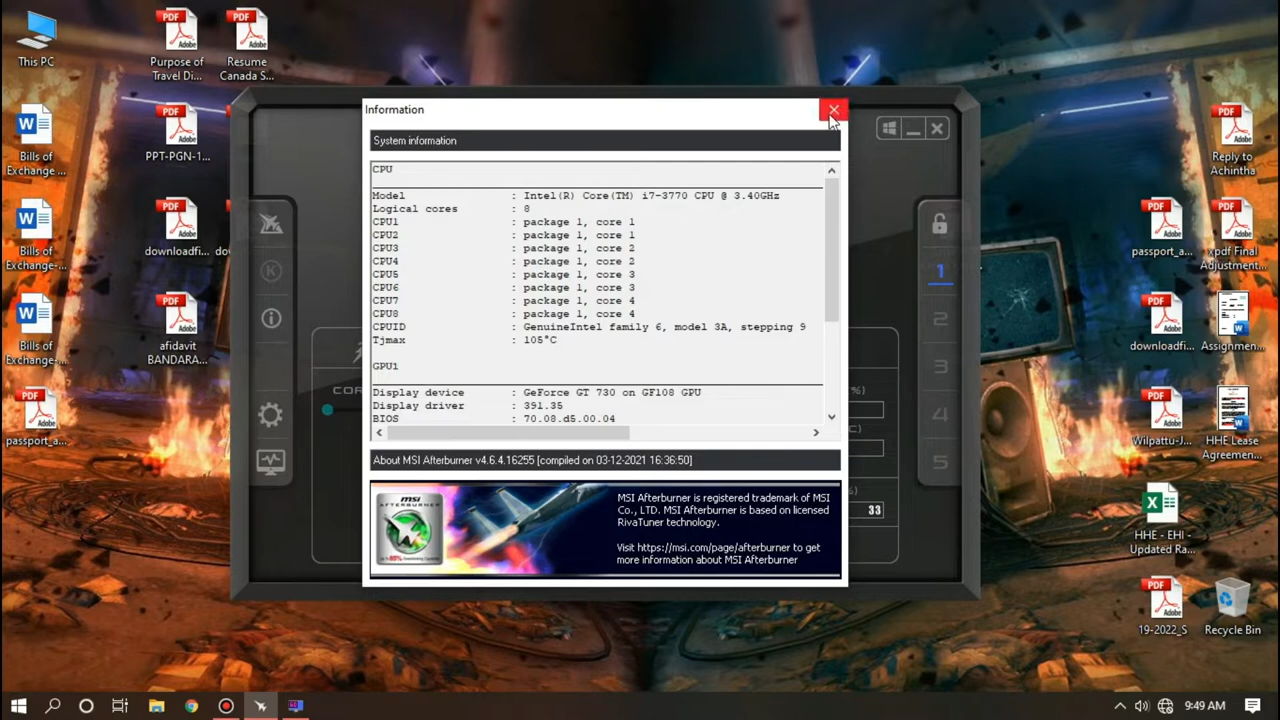 This PC
Purpose of
Travel Di...
Resume
Canada S...
Bills of
Exchange ...
PPT-PGN-1...
Bills of
Exchange-...
downloadfi...
Bills of
Exchange-...
afidavit
BANDARA...
passport_a...
Information
System information
CPU
Model : Intel(R) Core(TM) i7-3770 CPU @ 3.40GHz
Logical cores : 8
CPU1 : package 1, core 1
CPU2 : package 1, core 1
CPU3 : package 1, core 2
CPU4 : package 1, core 2
CPU5 : package 1, core 3
CPU6 : package 1, core 3
CPU7 : package 1, core 4
CPU8 : package 1, core 4
CPUID : GenuineIntel family 6, model 3A, stepping 9
Tjmax : 105°C
GPU1
Display device : GeForce GT 730 on GF108 GPU
Display driver : 391.35
BIOS : 70.08.d5.00.04
About MSI Afterburner v4.6.4.16255 [compiled on 03-12-2021 16:36:50]
msi
AFTERBURNER
MSI Afterburner is registered trademark of MSI
Co., LTD. MSI Afterburner is based on licensed
RivaTuner technology.
Visit https://msi.com/page/afterburner to get
more information about MSI Afterburner
K
COR
%)
C)
%)
33
1
2
3
4
5
Reply to
Achintha
passport_a...
xpdf Final
Adjustment...
downloadfi...
Assignmen...
Wilpattu-J...
HHE Lease
Agreemen...
HHE - EHI -
Updated Ra...
19-2022_S
Recycle Bin
9:49 AM